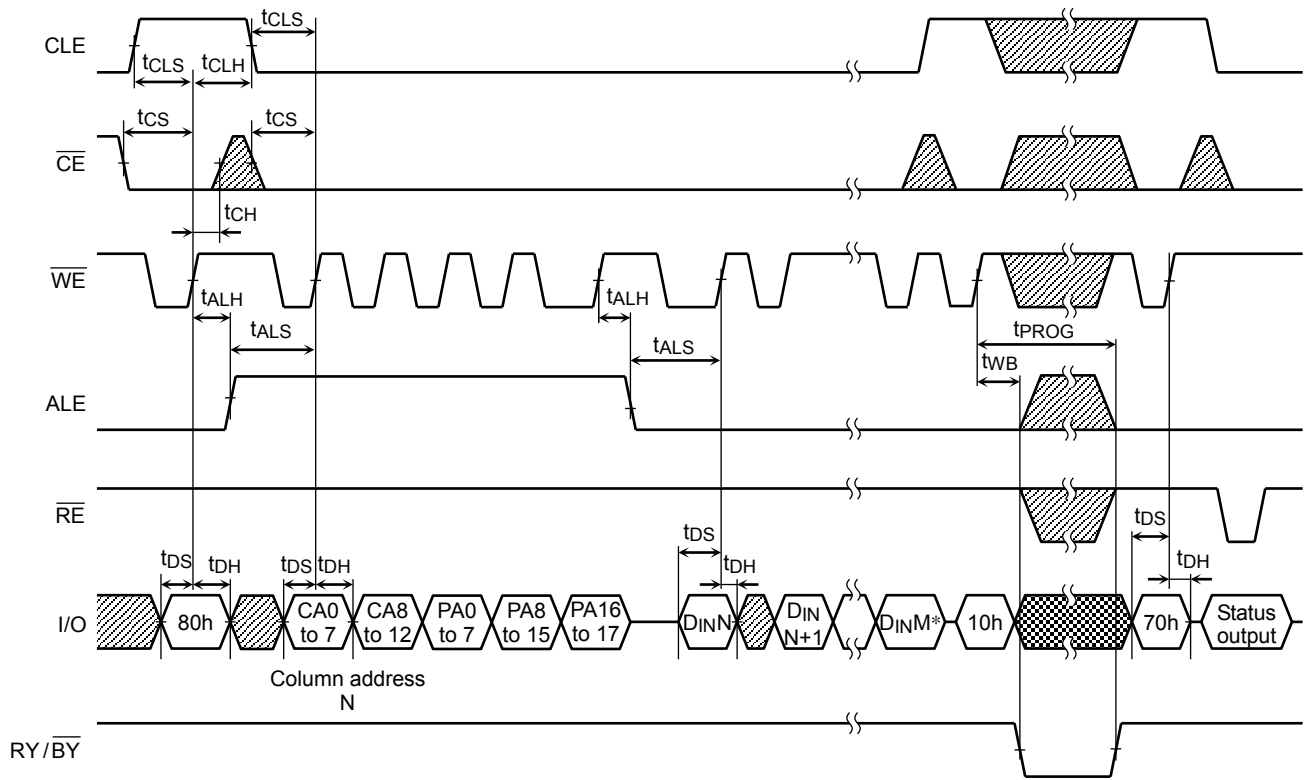 tCLS
CLE
tCLS tCLH
tCS tCS
CE
tCH
WE
tALH tALH
tALS tALS
tPROG
tWB
ALE
RE
tDS tDH tDS tDH tDS tDH tDS tDH
I/O
80h
CA0 to 7
CA8 to 12
PA0 to 7
PA8 to 15
PA16 to 17
DINN
DIN N+1
DINM*
10h
70h
Status output
Column address
N
RY/BY